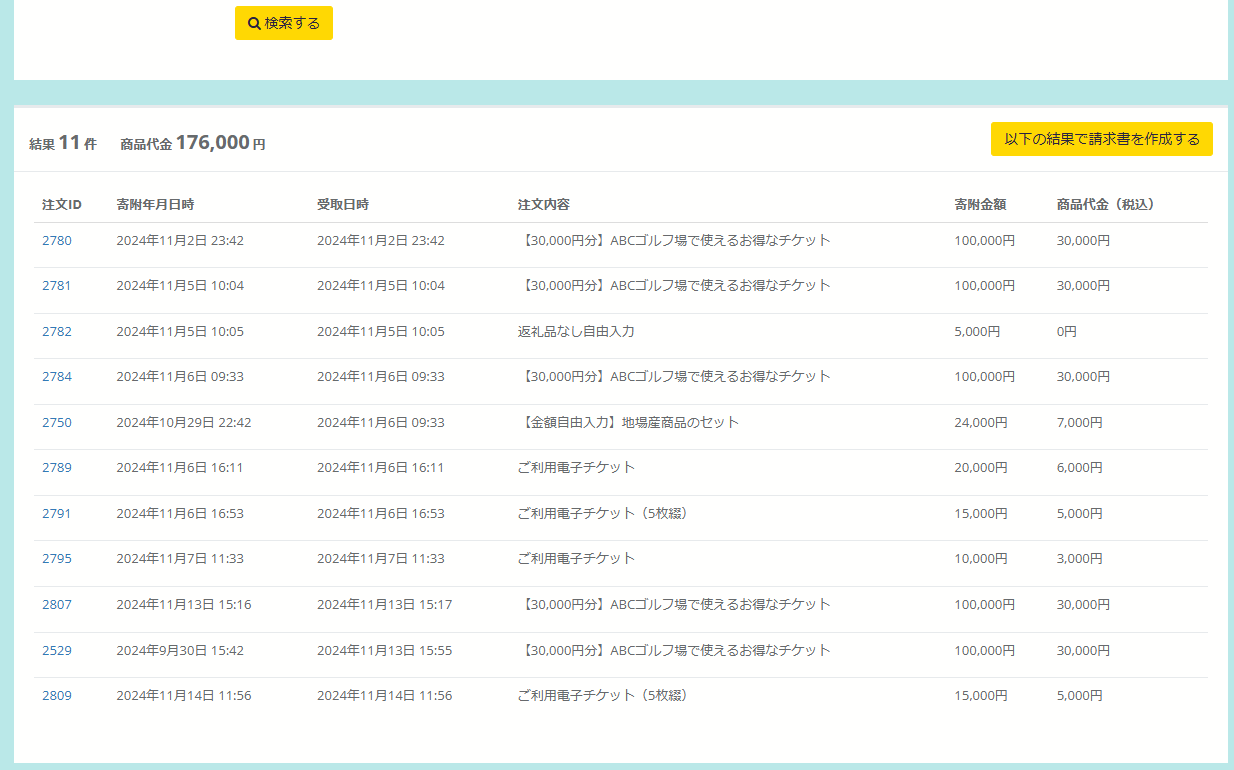 検索する
結果 11 件 商品代金 176,000 円 以下の結果で請求書を作成する
注文ID 寄附年月日時 受取日時 注文内容 寄附金額 商品代金（税込）
2780 2024年11月2日 23:42 2024年11月2日 23:42 【30,000円分】ABCゴルフ場で使えるお得なチケット 100,000円 30,000円
2781 2024年11月5日 10:04 2024年11月5日 10:04 【30,000円分】ABCゴルフ場で使えるお得なチケット 100,000円 30,000円
2782 2024年11月5日 10:05 2024年11月5日 10:05 返礼品なし自由入力 5,000円 0円
2784 2024年11月6日 09:33 2024年11月6日 09:33 【30,000円分】ABCゴルフ場で使えるお得なチケット 100,000円 30,000円
2750 2024年10月29日 22:42 2024年11月6日 09:33 【金額自由入力】地場産商品のセット 24,000円 7,000円
2789 2024年11月6日 16:11 2024年11月6日 16:11 ご利用電子チケット 20,000円 6,000円
2791 2024年11月6日 16:53 2024年11月6日 16:53 ご利用電子チケット（5枚綴） 15,000円 5,000円
2795 2024年11月7日 11:33 2024年11月7日 11:33 ご利用電子チケット 10,000円 3,000円
2807 2024年11月13日 15:16 2024年11月13日 15:17 【30,000円分】ABCゴルフ場で使えるお得なチケット 100,000円 30,000円
2529 2024年9月30日 15:42 2024年11月13日 15:55 【30,000円分】ABCゴルフ場で使えるお得なチケット 100,000円 30,000円
2809 2024年11月14日 11:56 2024年11月14日 11:56 ご利用電子チケット（5枚綴） 15,000円 5,000円